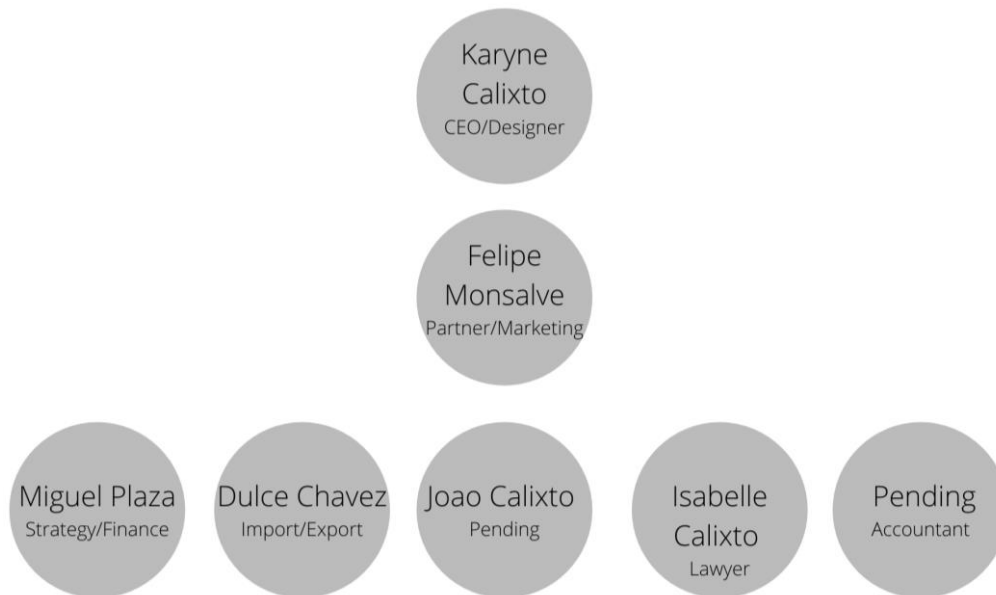 Karyne
Calixto
CEO/Designer
Felipe
Monsalve
Partner/Marketing
Miguel Plaza
Strategy/Finance
Dulce Chavez
Import/Export
Joao Calixto
Pending
Isabelle
Calixto
Lawyer
Pending
Accountant